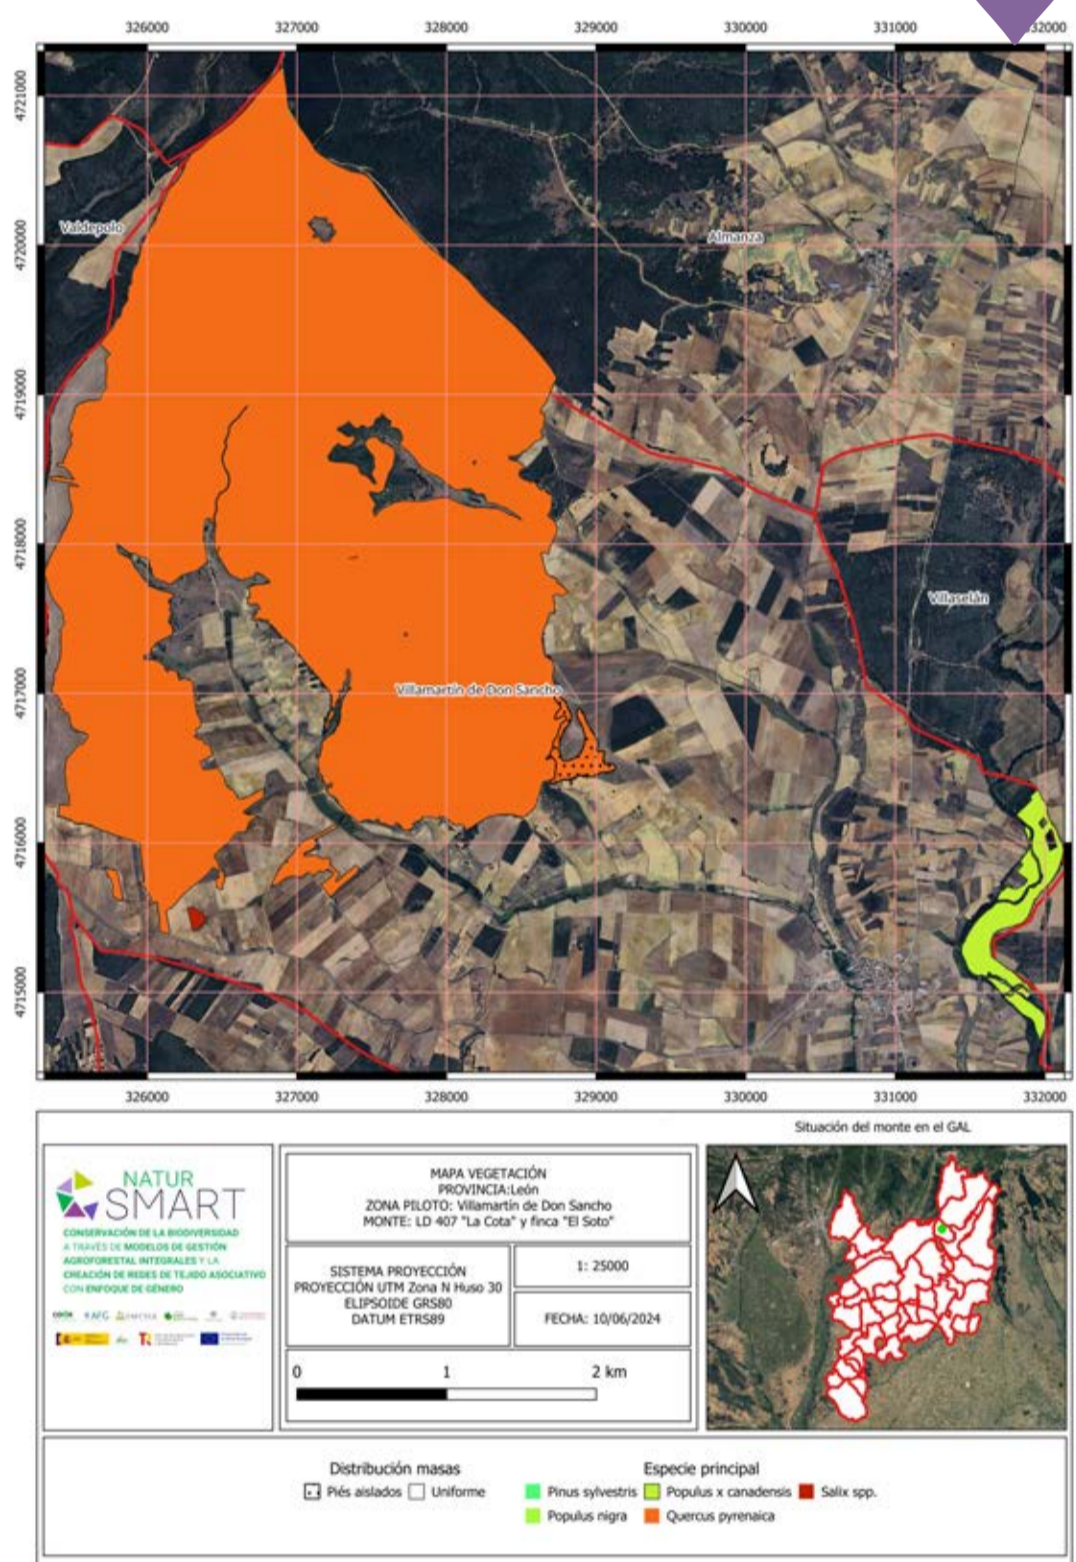 326000 327000 328000 329000 330000 331000 332000
4721000
4720000
4719000
4718000
4717000
4716000
4715000
Valdepolo
Almanza
Villaselán
Villamartín de Don Sancho
326000 327000 328000 329000 330000 331000 332000
Situación del monte en el GAL
NATUR
SMART
CONSERVACIÓN DE LA BIODIVERSIDAD
A TRAVÉS DE MODELOS DE GESTIÓN
AGROFORESTAL INTEGRALES Y LA
CREACIÓN DE REDES DE TEJIDO ASOCIATIVO
CON ENFOQUE DE GÉNERO
MAPA VEGETACIÓN
PROVINCIA:León
ZONA PILOTO: Villamartín de Don Sancho
MONTE: LD 407 "La Cota" y finca "El Soto"
SISTEMA PROYECCIÓN
PROYECCIÓN UTM Zona N Huso 30
ELIPSOIDE GRS80
DATUM ETRS89
1: 25000
FECHA: 10/06/2024
0 1 2 km
Distribución masas
Piés aislados Uniforme
Especie principal
Pinus sylvestris Populus x canadensis Salix spp.
Populus nigra Quercus pyrenaica